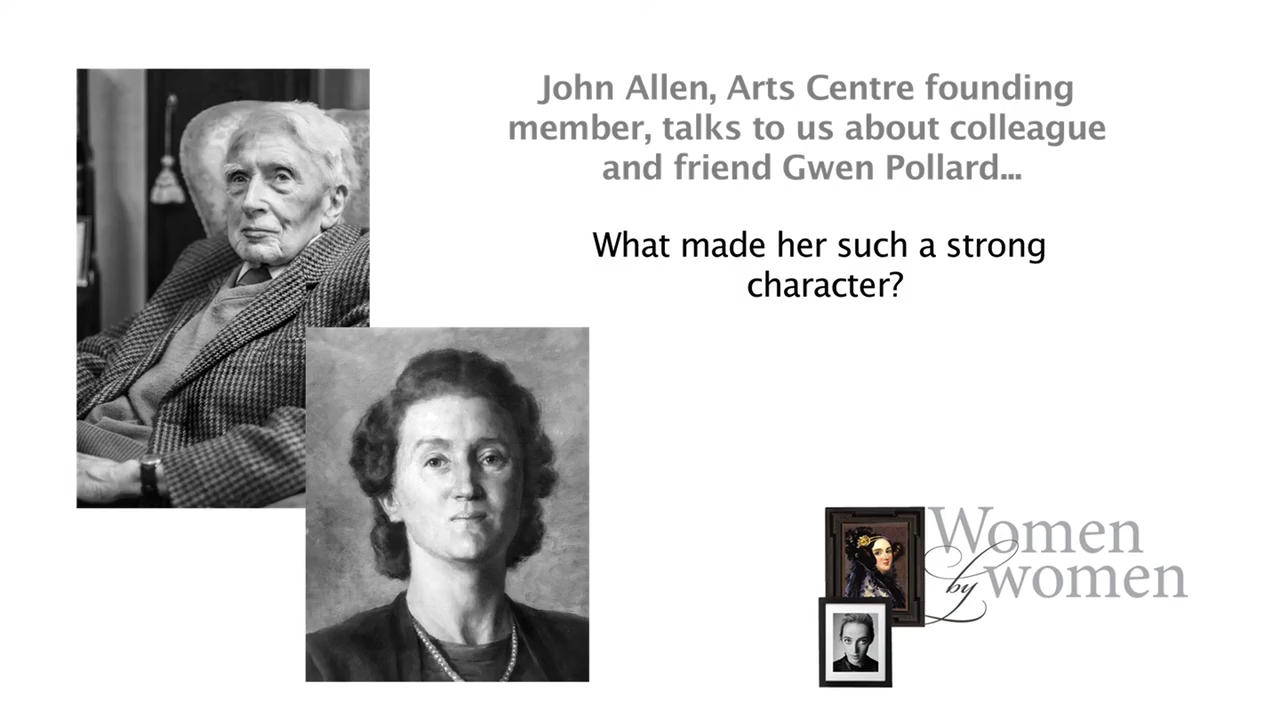 John Allen, Arts Centre founding
member, talks to us about colleague
and friend Gwen Pollard...
What made her such a strong
character?
Women
by women